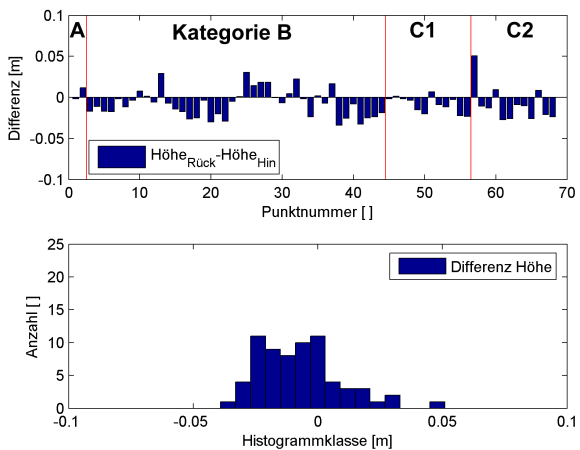 A Kategorie B C1 C2
0.1
0.05
0
-0.05
-0.1
Differenz [m]
HöheRück-HöheHin
0 10 20 30 40 50 60 70
Punktnummer [ ]
25
20
15
10
5
0
Anzahl [ ]
Differenz Höhe
-0.1 -0.05 0 0.05 0.1
Histogrammklasse [m]